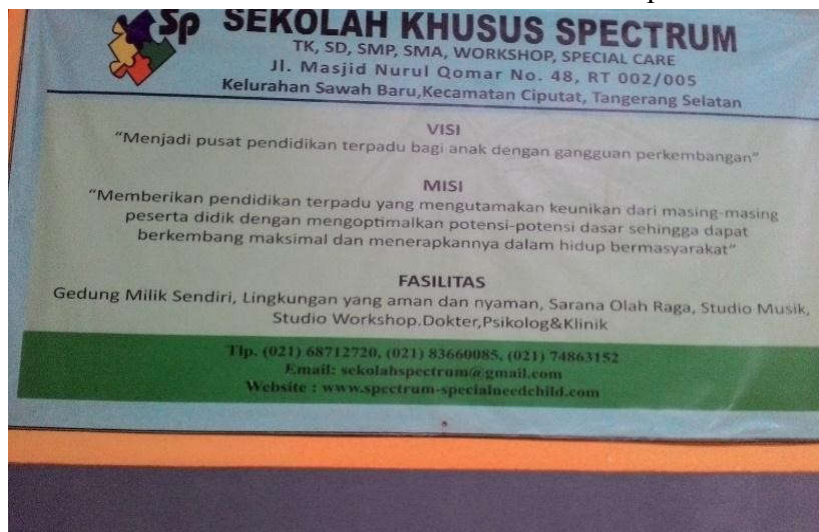 Sp
SEKOLAH KHUSUS SPECTRUM
TK, SD, SMP, SMA, WORKSHOP, SPECIAL CARE
Jl. Masjid Nurul Qomar No. 48, RT 002/005
Kelurahan Sawah Baru,Kecamatan Ciputat, Tangerang Selatan
VISI
“Menjadi pusat pendidikan terpadu bagi anak dengan gangguan perkembangan”
MISI
“Memberikan pendidikan terpadu yang mengutamakan keunikan dari masing-masing
peserta didik dengan mengoptimalkan potensi-potensi dasar sehingga dapat
berkembang maksimal dan menerapkannya dalam hidup bermasyarakat”
FASILITAS
Gedung Milik Sendiri, Lingkungan yang aman dan nyaman, Sarana Olah Raga, Studio Musik,
Studio Workshop.Dokter,Psikolog&Klinik
Tlp. (021) 68712720, (021) 83660085, (021) 74863152
Email: sekolahspectrum@gmail.com
Website : www.spectrum-specialneedchild.com